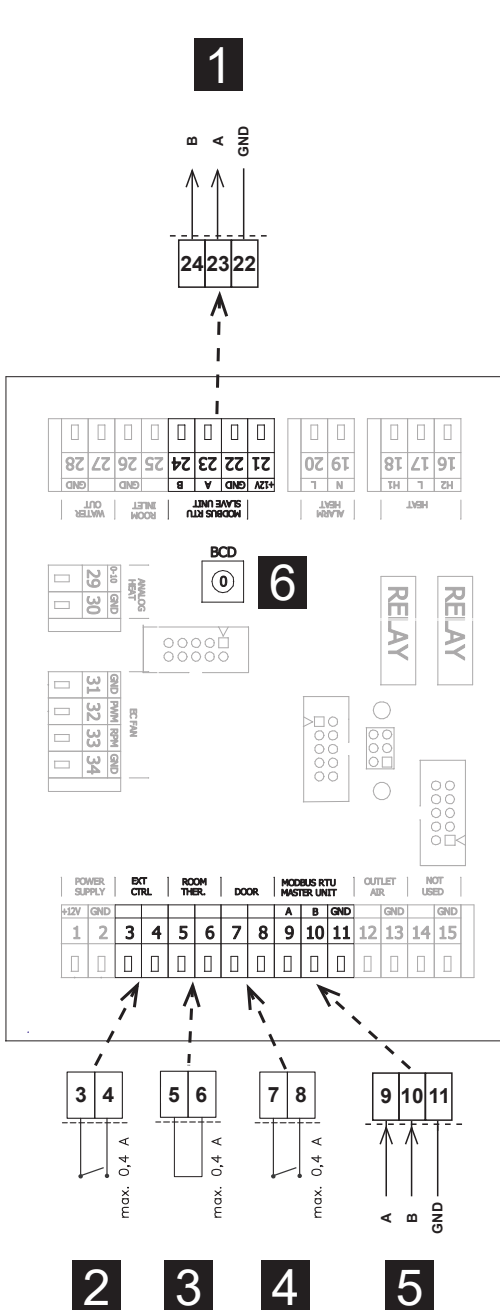 1
B A GND
24 23 22
28 27 26 25 24 23 22 21
GND GND B A GND +12V
WATER OUT
ROOM INLET
MODBUS RTU SLAVE UNIT
20 19
L N
ALARM HEAT
18 17 16
H1 L H2
HEAT
BCD
0
6
29 0-10
30 GND
ANALOG HEAT
RELAY RELAY
31 GND
32 PWM
33 RPM
34 GND
EC FAN
POWER SUPPLY
EXT CTRL
ROOM THER.
DOOR
MODBUS RTU MASTER UNIT
OUTLET AIR
NOT USED
+12V GND A B GND GND GND
1 2 3 4 5 6 7 8 9 10 11 12 13 14 15
3 4
5 6
7 8
9 10 11
max. 0,4 A
max. 0,4 A
max. 0,4 A
A B GND
2 3 4 5